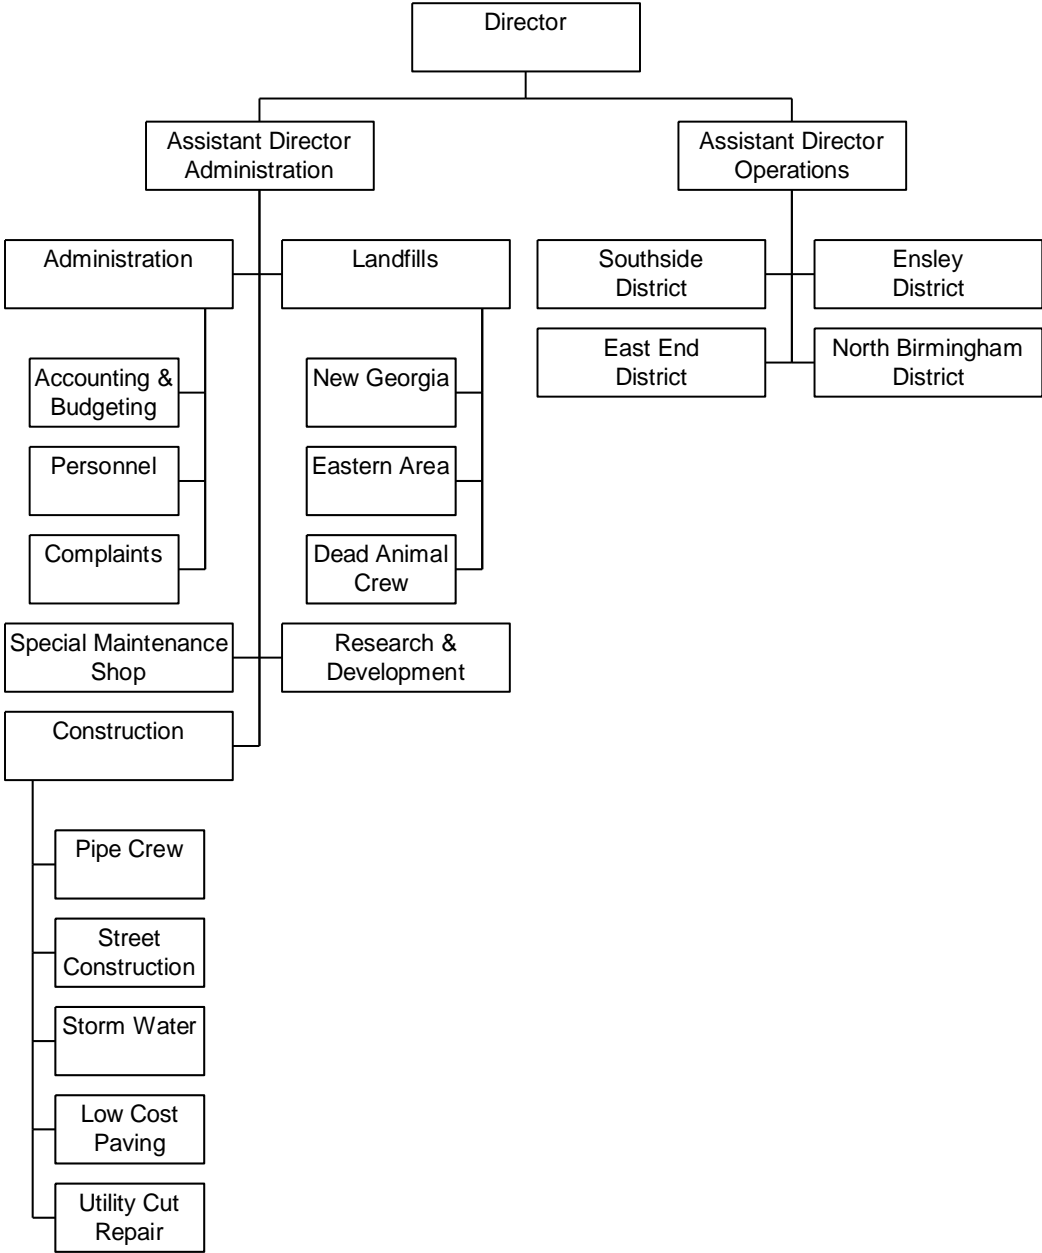 Director
Assistant Director
Administration
Assistant Director
Operations
Administration
Landfills
Southside
District
Ensley
District
East End
District
North Birmingham
District
Accounting &
Budgeting
New Georgia
Personnel
Eastern Area
Complaints
Dead Animal
Crew
Special Maintenance
Shop
Research &
Development
Construction
Pipe Crew
Street
Construction
Storm Water
Low Cost
Paving
Utility Cut
Repair